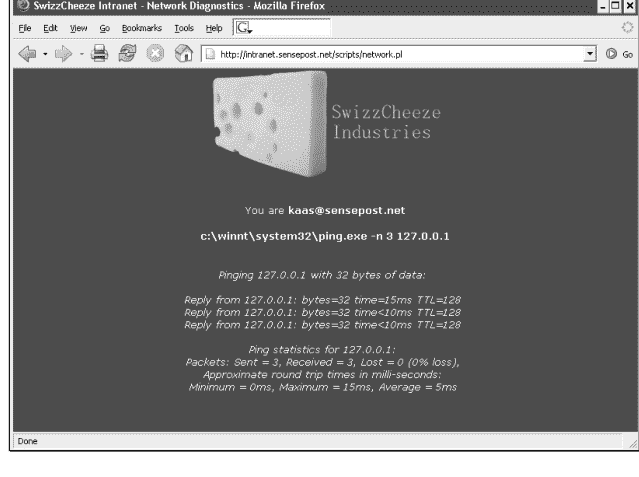 SwizzCheeze Intranet - Network Diagnostics - Mozilla Firefox
File Edit View Go Bookmarks Tools Help G
http://intranet.sensepost.net/scripts/network.pl Go
SwizzCheeze
Industries
You are kaas@sensepost.net
c:\winnt\system32\ping.exe -n 3 127.0.0.1
Pinging 127.0.0.1 with 32 bytes of data:
Reply from 127.0.0.1: bytes=32 time=15ms TTL=128
Reply from 127.0.0.1: bytes=32 time<10ms TTL=128
Reply from 127.0.0.1: bytes=32 time<10ms TTL=128
Ping statistics for 127.0.0.1:
Packets: Sent = 3, Received = 3, Lost = 0 (0% loss),
Approximate round trip times in milli-seconds:
Minimum = 0ms, Maximum = 15ms, Average = 5ms
Done